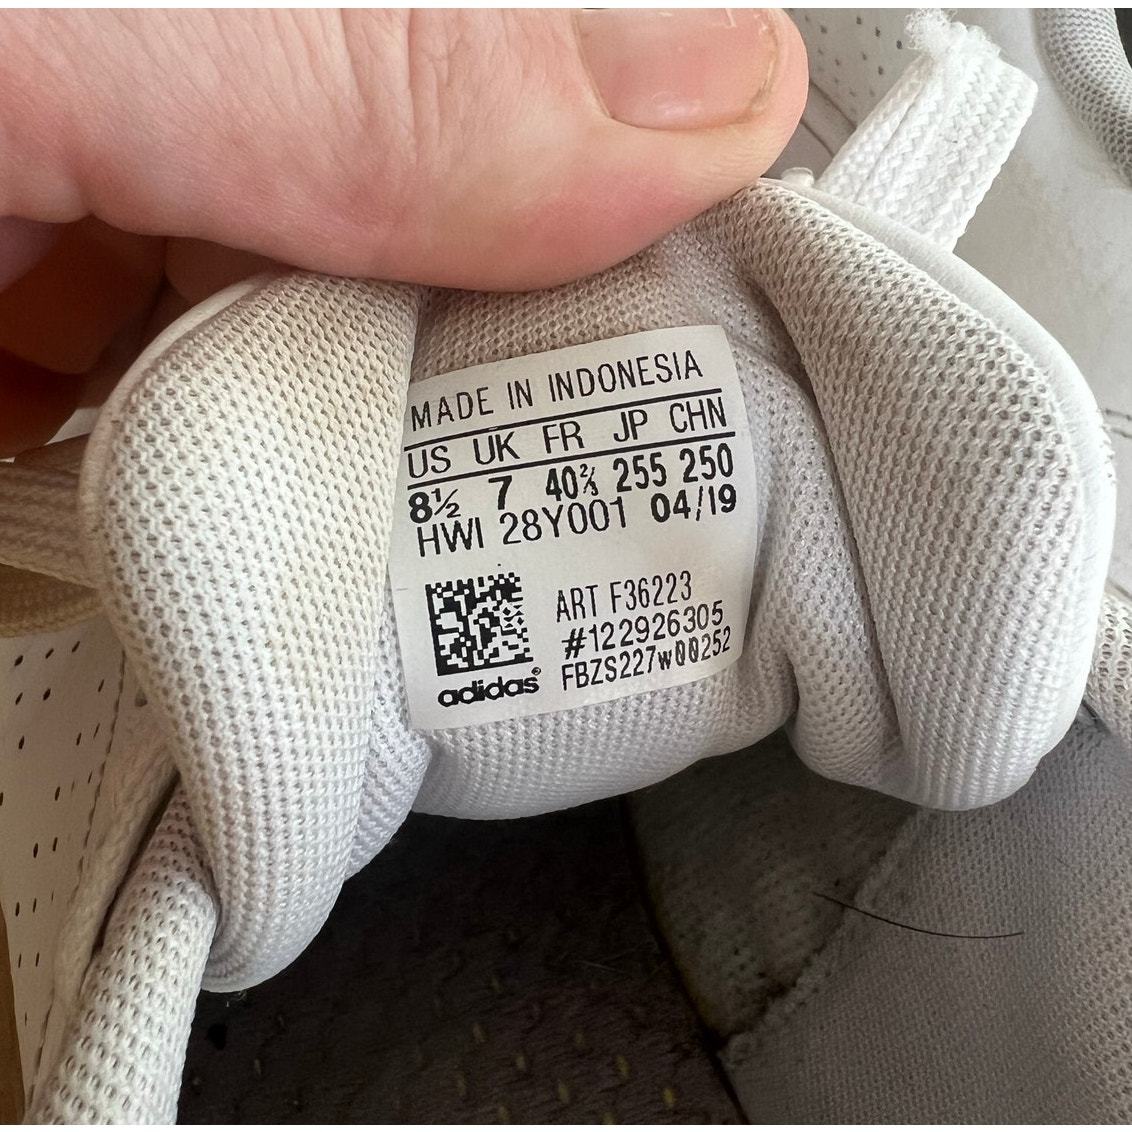 MADE IN INDONESIA
US UK FR JP CHN
8½ 7 40⅔ 255 250
HWI 28Y001 04/19
ART F36223
#122926305
FBZS227w00252
adidas®